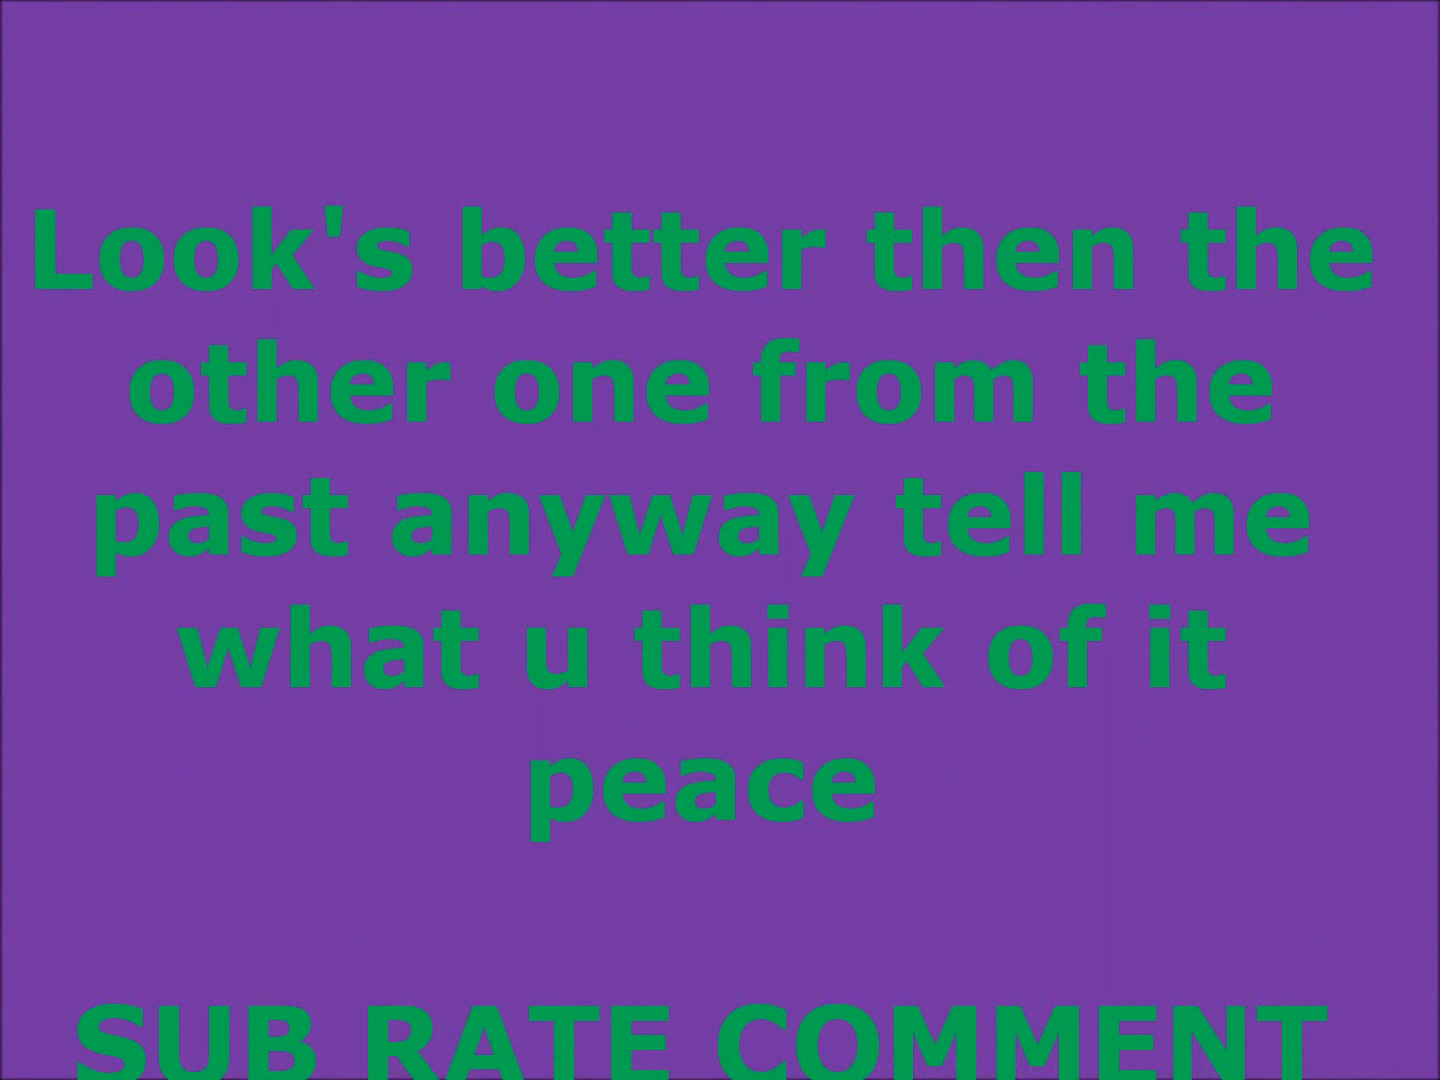 Look's better then the
other one from the
past anyway tell me
what u think of it
peace
SUB RATE COMMENT